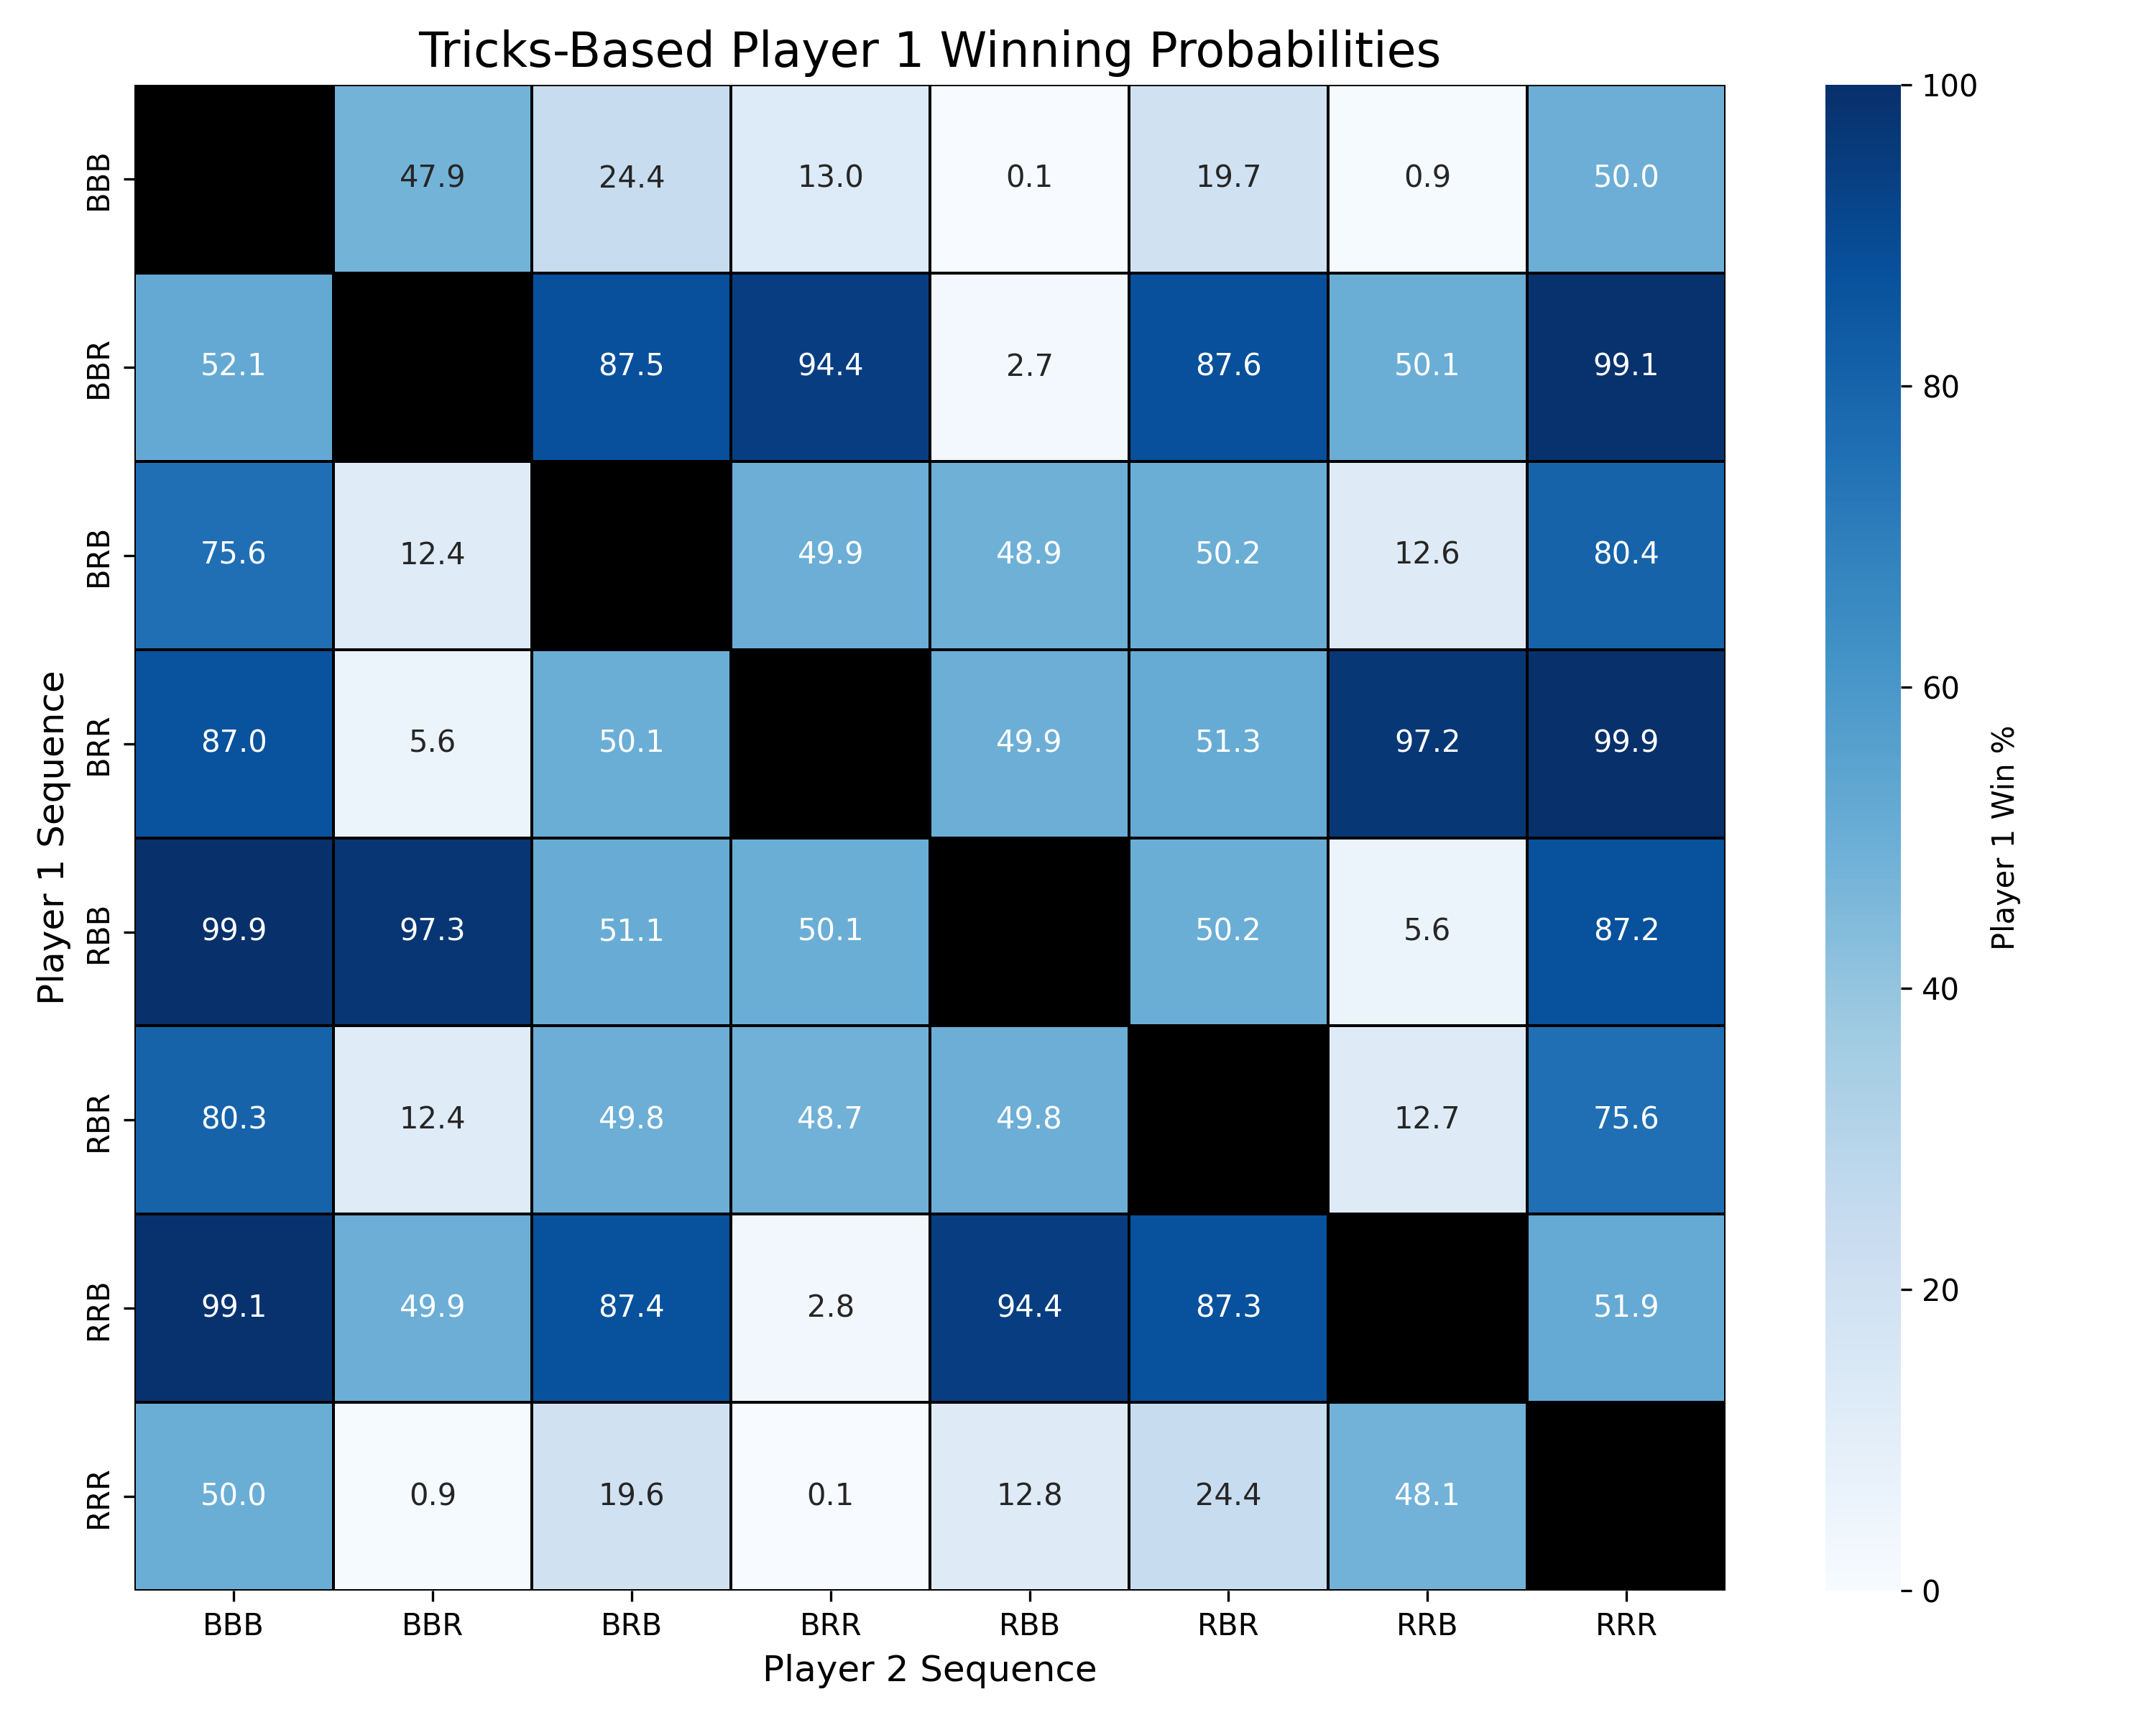 Tricks-Based Player 1 Winning Probabilities
BBB 47.9 24.4 13.0 0.1 19.7 0.9 50.0
BBR 52.1 87.5 94.4 2.7 87.6 50.1 99.1
BRB 75.6 12.4 49.9 48.9 50.2 12.6 80.4
BRR 87.0 5.6 50.1 49.9 51.3 97.2 99.9
RBB 99.9 97.3 51.1 50.1 50.2 5.6 87.2
RBR 80.3 12.4 49.8 48.7 49.8 12.7 75.6
RRB 99.1 49.9 87.4 2.8 94.4 87.3 51.9
RRR 50.0 0.9 19.6 0.1 12.8 24.4 48.1
BBB BBR BRB BRR RBB RBR RRB RRR
Player 2 Sequence
Player 1 Sequence
100
80
60
40
20
0
Player 1 Win %